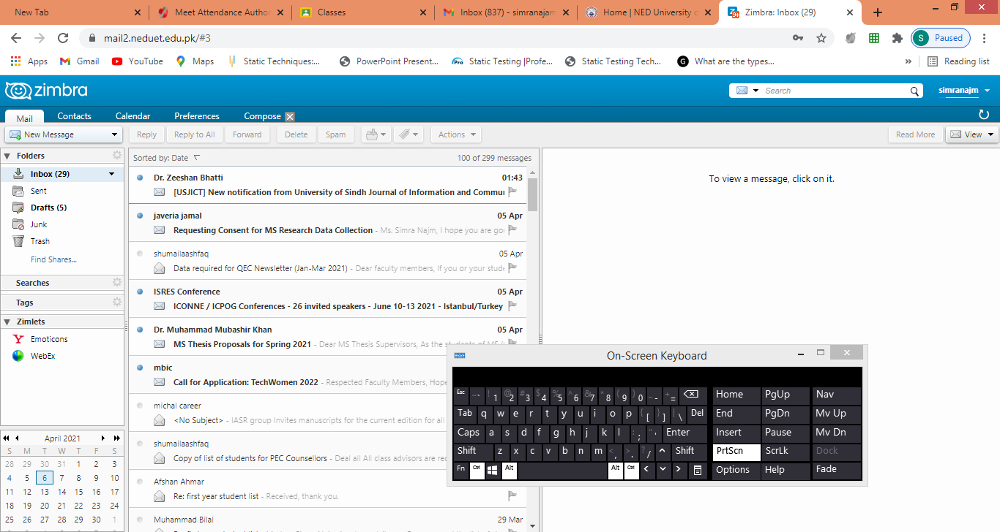 New Tab
Meet Attendance Author
Classes
Inbox (837) - simranajam
Home | NED University o
Zimbra: Inbox (29)
mail2.neduet.edu.pk/#3
S Paused
Apps
Gmail
YouTube
Maps
Static Techniques:...
PowerPoint Present...
Static Testing |Profe...
Static Testing Tech...
What are the types...
Reading list
zimbra
Search
simranajm
Mail
Contacts
Calendar
Preferences
Compose
New Message
Reply
Reply to All
Forward
Delete
Spam
Actions
Read More
View
Folders
Inbox (29)
Sent
Drafts (5)
Junk
Trash
Find Shares...
Searches
Tags
Zimlets
Emoticons
WebEx
April 2021
S M T W T F S
28 29 30 31 1 2 3
4 5 6 7 8 9 10
11 12 13 14 15 16 17
18 19 20 21 22 23 24
25 26 27 28 29 30 1
Sorted by: Date
100 of 299 messages
Dr. Zeeshan Bhatti 01:43
[USJICT] New notification from University of Sindh Journal of Information and Commu
javeria jamal 05 Apr
Requesting Consent for MS Research Data Collection - Ms. Simra Najm, I hope you are go
shumailaashfaq 05 Apr
Data required for QEC Newsletter (Jan-Mar 2021) - Dear faculty members, If you or your stude
ISRES Conference 05 Apr
ICONNE / ICPOG Conferences - 26 invited speakers - June 10-13 2021 - Istanbul/Turkey
Dr. Muhammad Mubashir Khan 05 Apr
MS Thesis Proposals for Spring 2021 - Dear MS Thesis Supervisors, As the students of MS
mbic
Call for Application: TechWomen 2022 - Respected Faculty Members, Hope
michal career
<No Subject> - IASR group Invites manuscripts for the current edition for all
shumailaashfaq
Copy of list of students for PEC Counsellors - Deal all All class advisors are rec
Afshan Ahmar
Re: first year student list - Received, thank you.
Muhammad Bilal 29 Mar
To view a message, click on it.
On-Screen Keyboard
Esc ~ ` ! 1 @ 2 # 3 $ 4 % 5 ^ 6 & 7 * 8 ( 9 ) 0 _ - + = Home PgUp Nav
Tab q w e r t y u i o p { [ } ] | \ Del End PgDn Mv Up
Caps a s d f g h j k l : ; " ' Enter Insert Pause Mv Dn
Shift z x c v b n m < , > . ? / ^ Shift PrtScn ScrLk Dock
Fn Ctrl Alt Alt Ctrl Options Help Fade